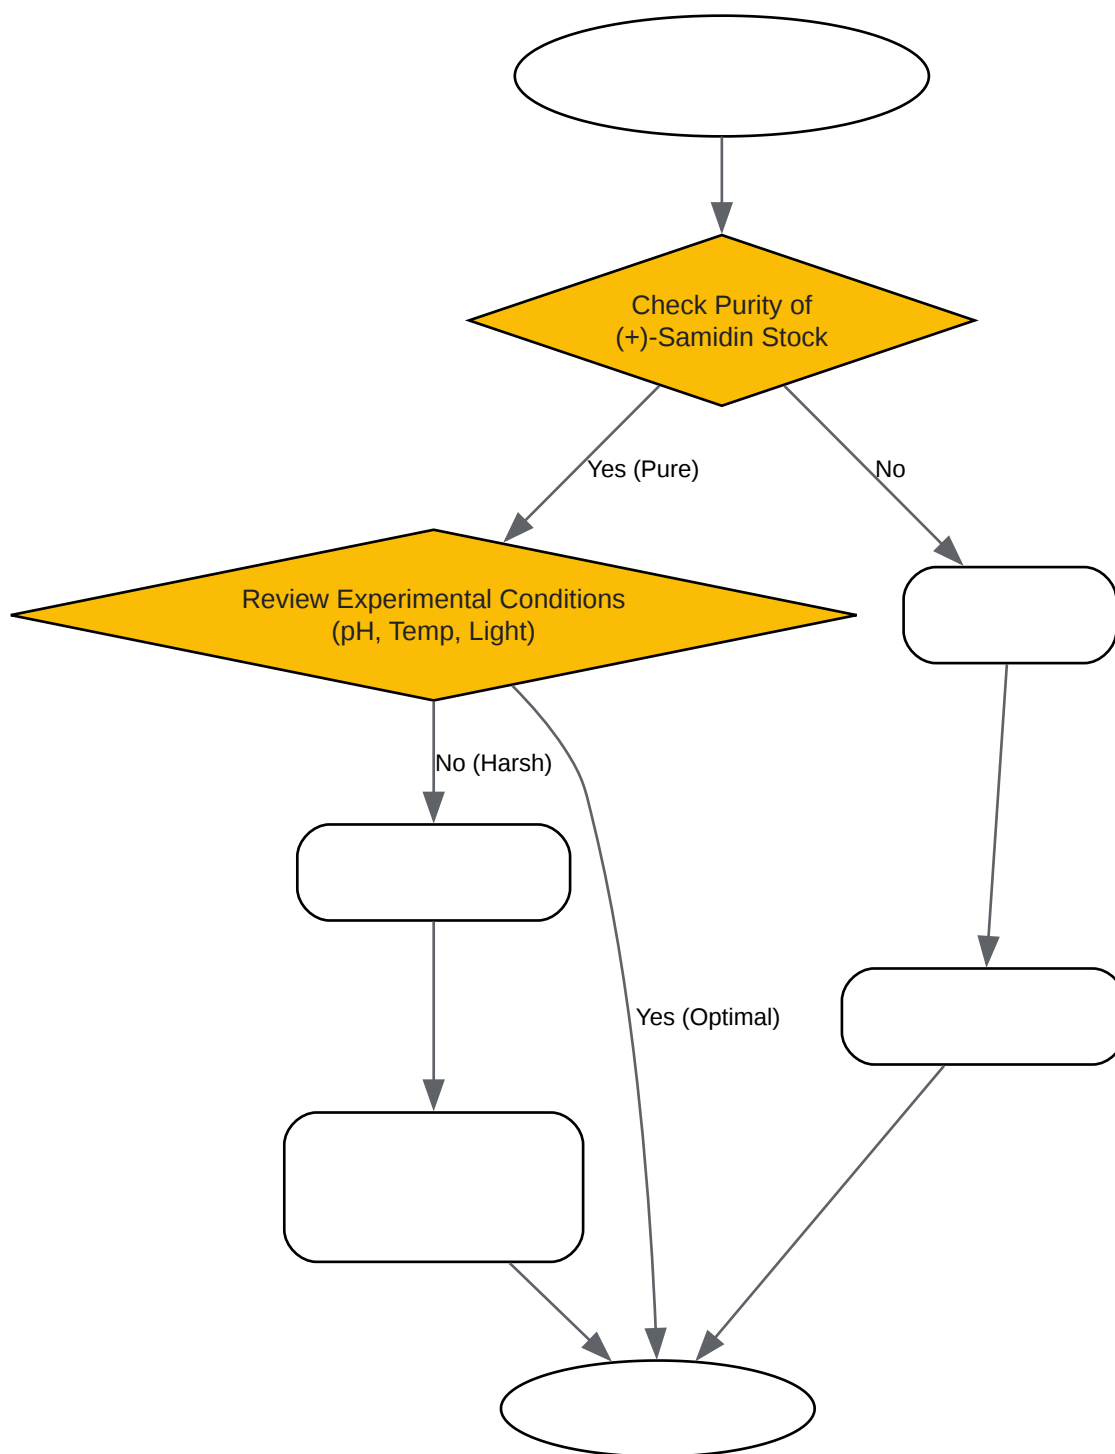 Check Purity of
(+)-Samidin Stock
Yes (Pure)
No
Review Experimental Conditions
(pH, Temp, Light)
No (Harsh)
Yes (Optimal)